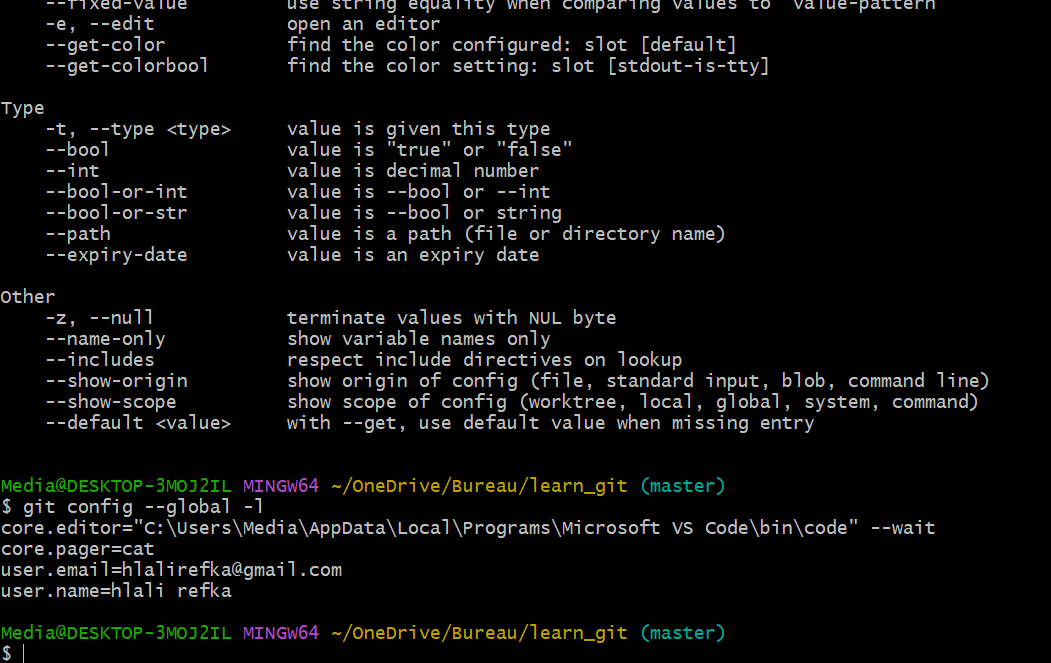 --fixed-value use string equality when comparing values to 'value-pattern'
-e, --edit open an editor
--get-color find the color configured: slot [default]
--get-colorbool find the color setting: slot [stdout-is-tty]
Type
-t, --type <type> value is given this type
--bool value is "true" or "false"
--int value is decimal number
--bool-or-int value is --bool or --int
--bool-or-str value is --bool or string
--path value is a path (file or directory name)
--expiry-date value is an expiry date
Other
-z, --null terminate values with NUL byte
--name-only show variable names only
--includes respect include directives on lookup
--show-origin show origin of config (file, standard input, blob, command line)
--show-scope show scope of config (worktree, local, global, system, command)
--default <value> with --get, use default value when missing entry
Media@DESKTOP-3MOJ2IL MINGW64 ~/OneDrive/Bureau/learn_git (master)
$ git config --global -l
core.editor="C:\Users\Media\AppData\Local\Programs\Microsoft VS Code\bin\code" --wait
core.pager=cat
user.email=hlalirefka@gmail.com
user.name=hlali refka
Media@DESKTOP-3MOJ2IL MINGW64 ~/OneDrive/Bureau/learn_git (master)
$